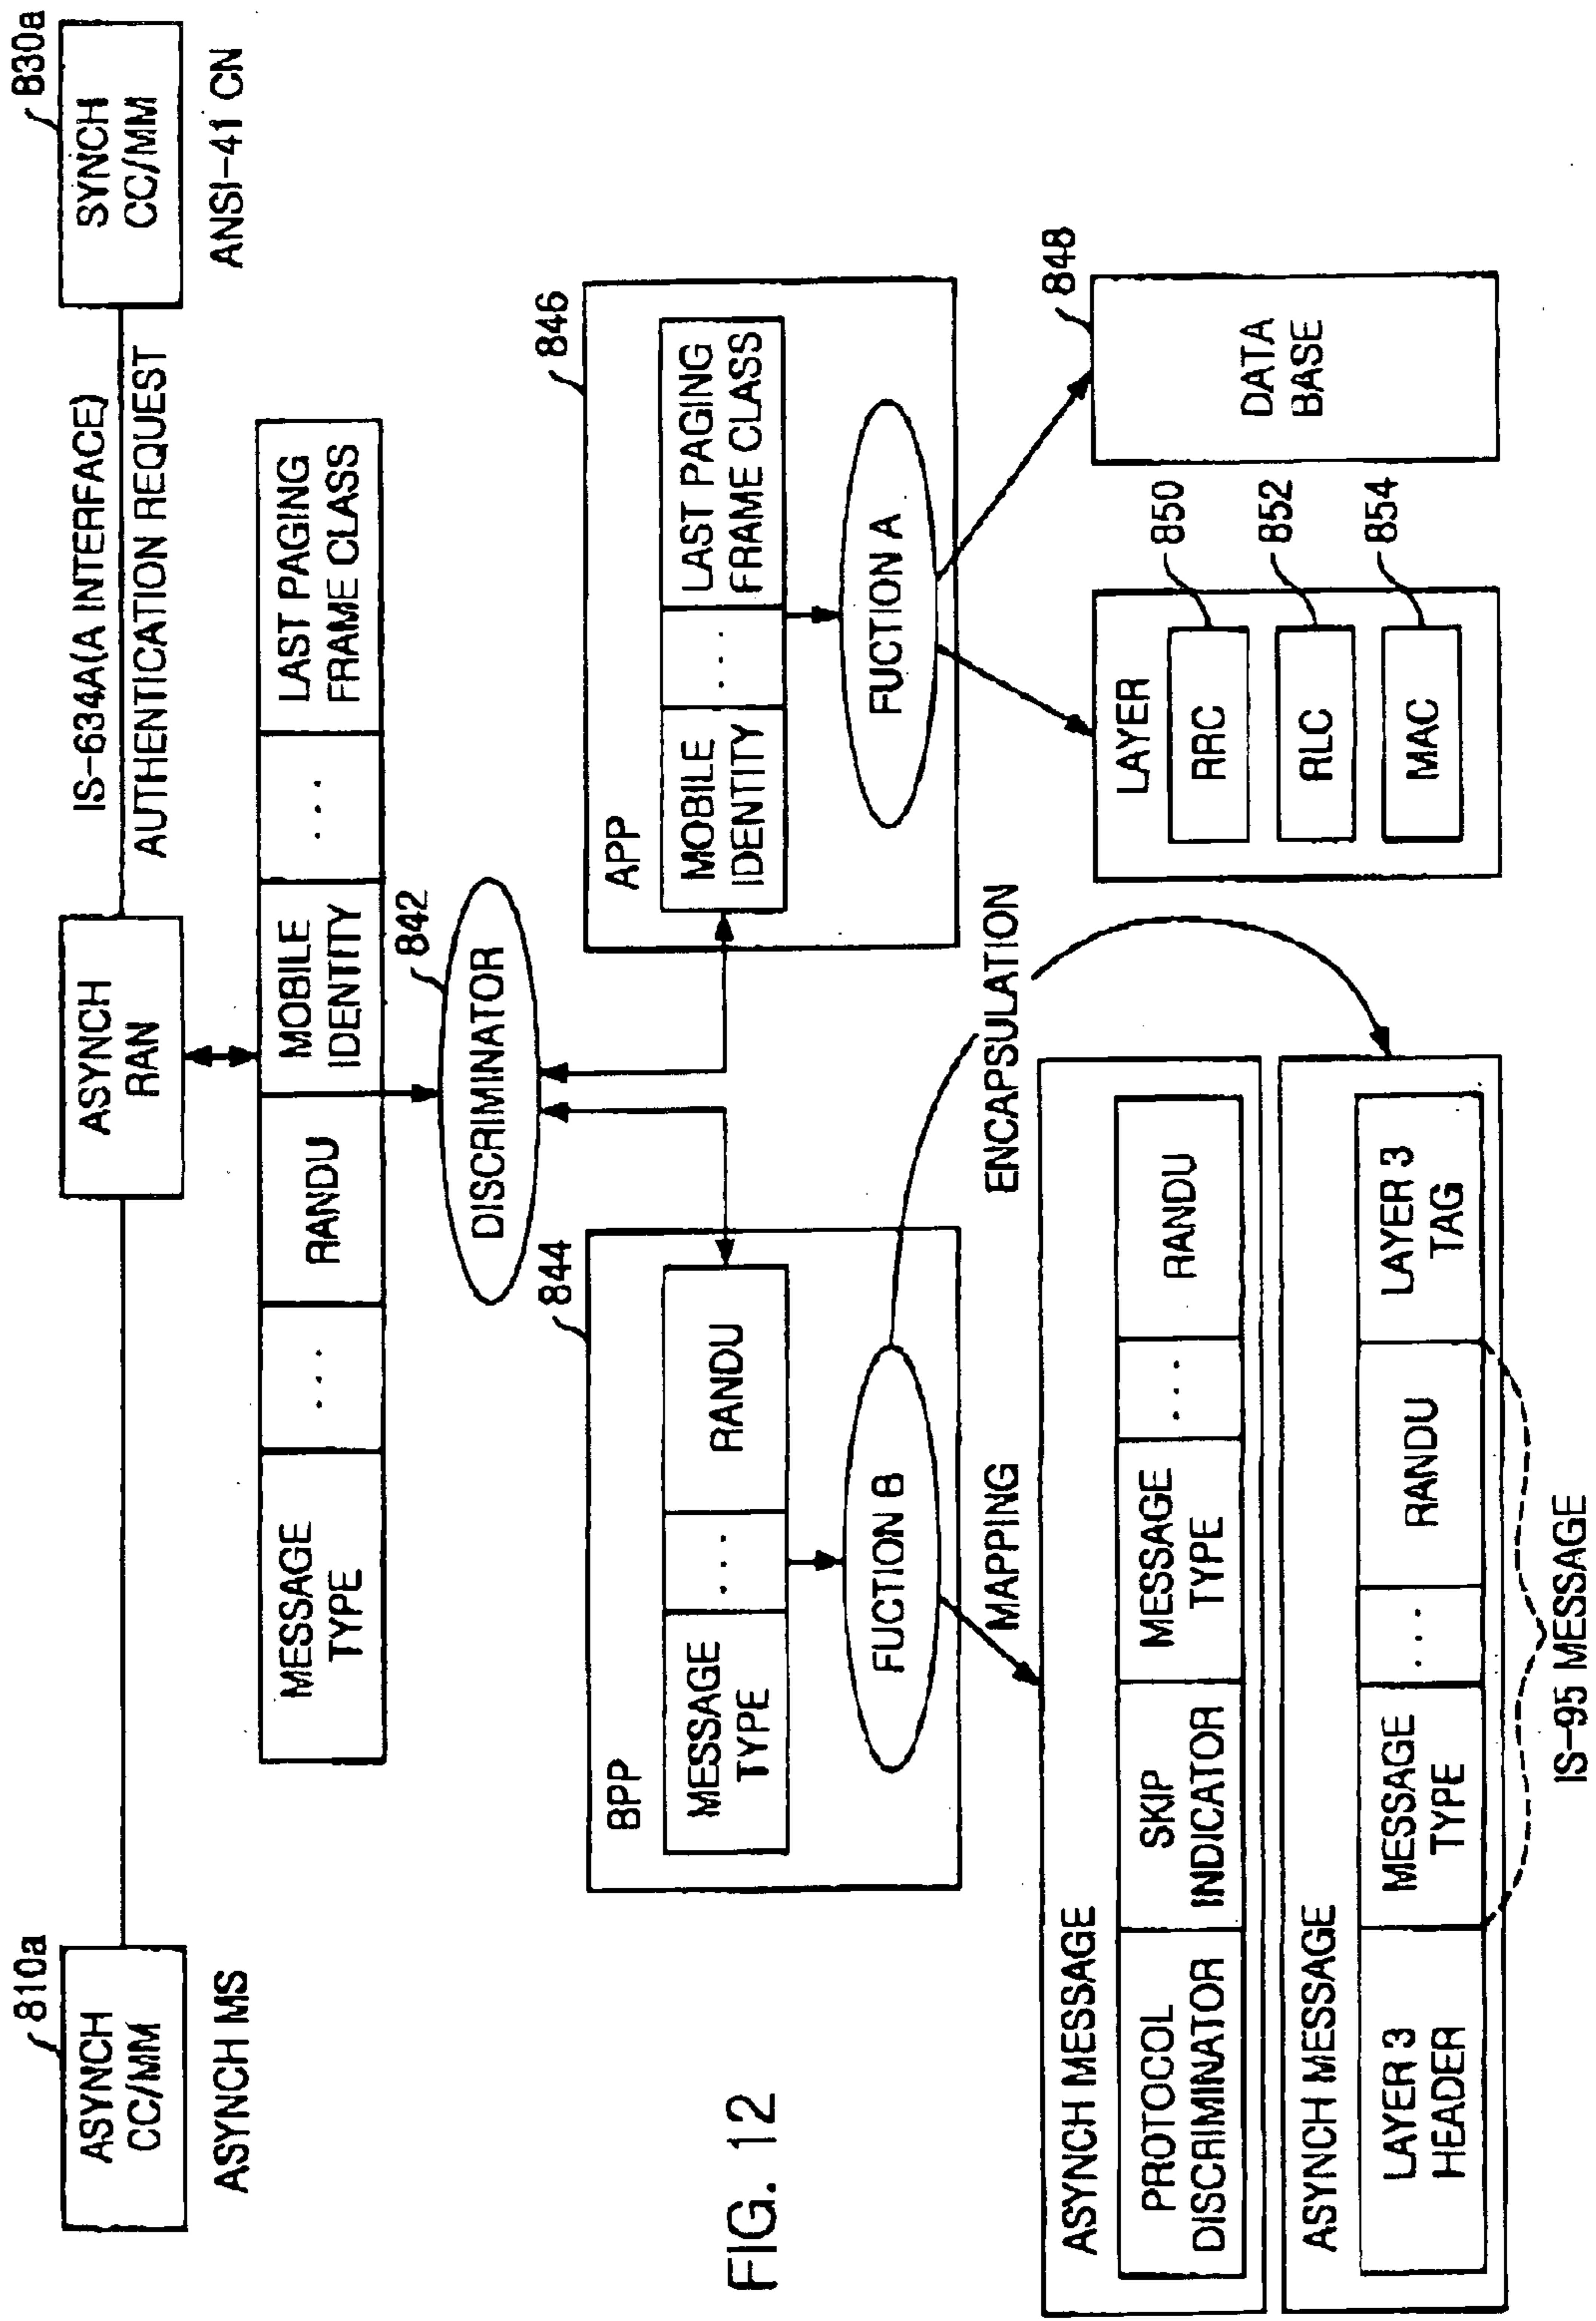 810a
ASYNCH
CC/MM
ASYNCH MS
ASYNCH
RAN
IS-634A(A INTERFACE)
AUTHENTICATION REQUEST
830a
SYNCH
CC/MM
ANSI-41 CN
MESSAGE
TYPE
...
RANDU
MOBILE
IDENTITY
...
LAST PAGING
FRAME CLASS
842
DISCRIMINATOR
844
BPP
MESSAGE
TYPE
...
RANDU
FUCTION B
846
APP
MOBILE
IDENTITY
...
LAST PAGING
FRAME CLASS
FUCTION A
FIG. 12
MAPPING
ENCAPSULATION
ASYNCH MESSAGE
PROTOCOL
DISCRIMINATOR
SKIP
INDICATOR
MESSAGE
TYPE
...
RANDU
ASYNCH MESSAGE
LAYER 3
HEADER
MESSAGE
TYPE
...
RANDU
LAYER 3
TAG
IS-95 MESSAGE
LAYER
RRC
850
RLC
852
MAC
854
848
DATA
BASE